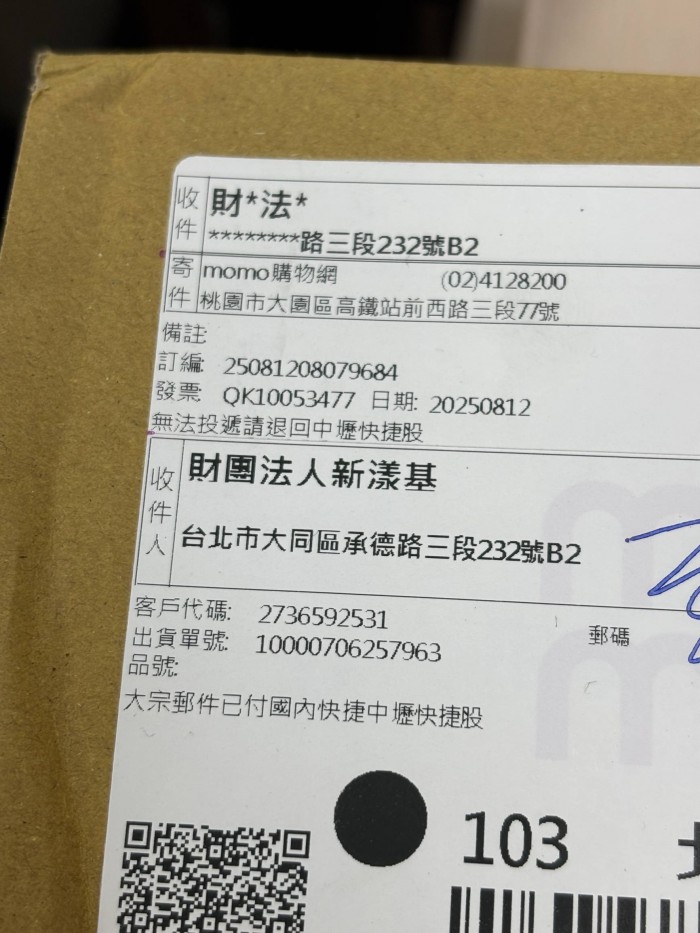 收件 財*法*
********路三段232號B2
寄件 momo購物網 (02)4128200
桃園市大園區高鐵站前西路三段77號
備註:
訂編: 25081208079684
發票: QK10053477 日期: 20250812
無法投遞請退回中壢快捷股
收件人 財團法人新漾基
台北市大同區承德路三段232號B2
客戶代碼: 2736592531
出貨單號: 10000706257963 郵碼
品號:
大宗郵件已付國內快捷中壢快捷股
103